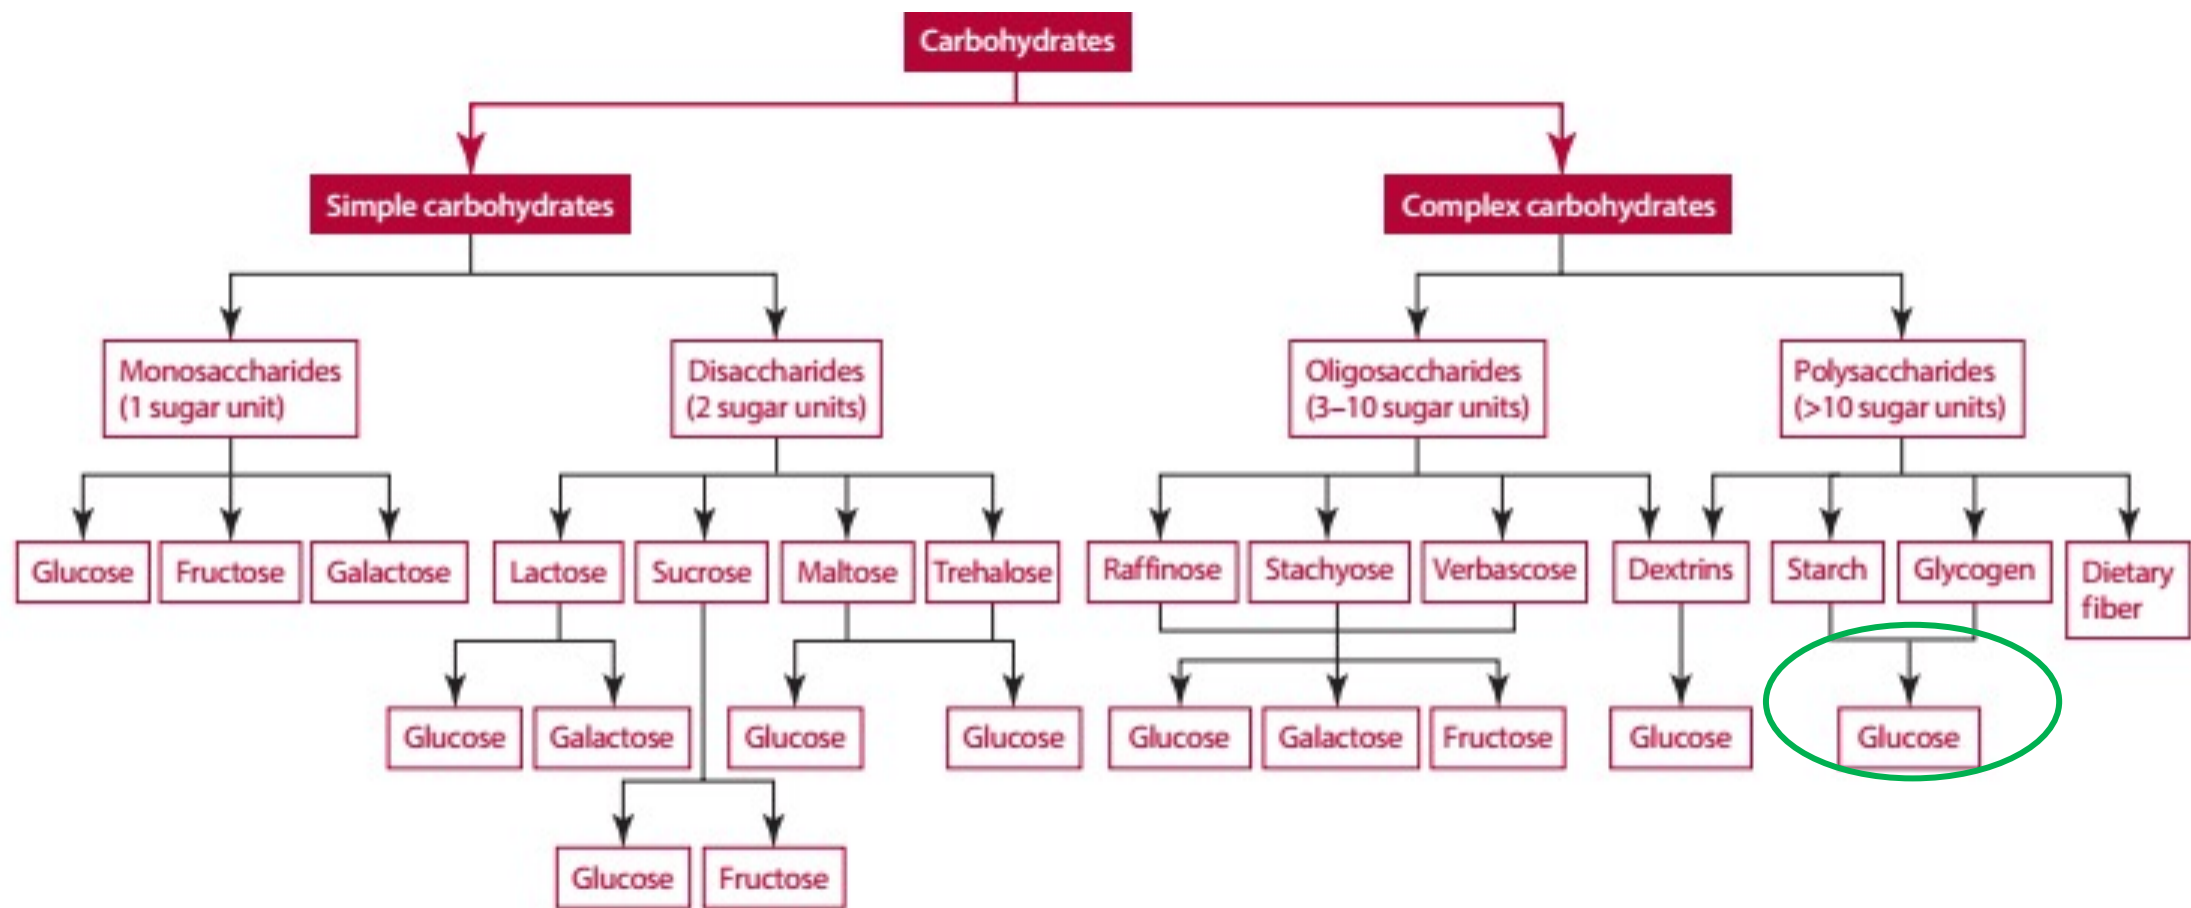 Carbohydrates
Simple carbohydrates
Complex carbohydrates
Monosaccharides
(1 sugar unit)
Disaccharides
(2 sugar units)
Oligosaccharides
(3–10 sugar units)
Polysaccharides
(>10 sugar units)
Glucose
Fructose
Galactose
Lactose
Sucrose
Maltose
Trehalose
Raffinose
Stachyose
Verbascose
Dextrins
Starch
Glycogen
Dietary
fiber
Glucose
Galactose
Glucose
Glucose
Glucose
Galactose
Fructose
Glucose
Glucose
Glucose
Fructose